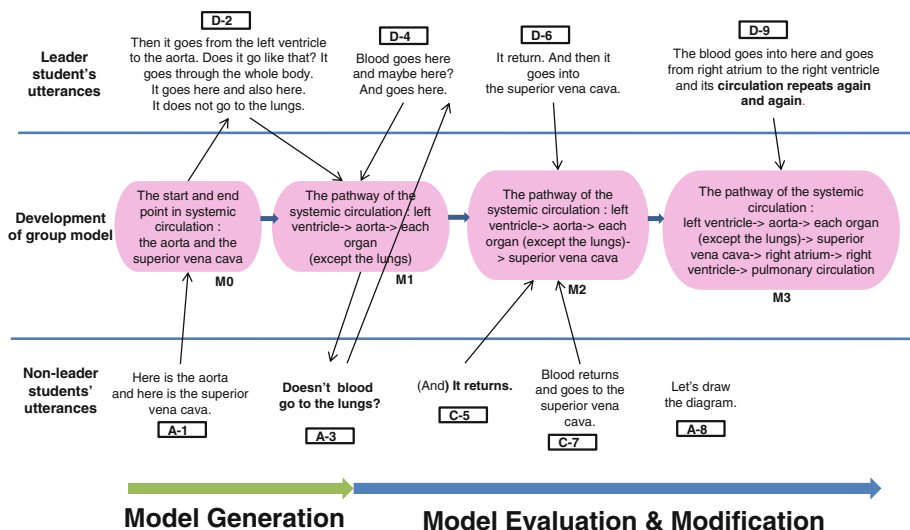 D-2
Then it goes from the left ventricle
to the aorta. Does it go like that? It
goes through the whole body.
It goes here and also here.
It does not go to the lungs.
D-4
Blood goes here
and maybe here?
And goes here.
D-6
It return. And then it
goes into
the superior vena cava.
D-9
The blood goes into here and goes
from right atrium to the right ventricle
and its circulation repeats again
and again.
Leader
student's
utterances
Development
of group model
The start and end
point in systemic
circulation :
the aorta and the
superior vena cava
M0
The pathway of the
systemic circulation : left
ventricle-> aorta-> each
organ
(except the lungs)
M1
The pathway of the
systemic circulation : left
ventricle-> aorta-> each
organ (except the lungs)-
> superior vena cava
M2
The pathway of the systemic
circulation :
left ventricle-> aorta-> each organ
(except the lungs)-> superior
vena cava-> right atrium-> right
ventricle-> pulmonary circulation
M3
Non-leader
students'
utterances
Here is the aorta
and here is the superior
vena cava.
A-1
Doesn't blood
go to the lungs?
A-3
(And) It returns.
C-5
Blood returns
and goes to the
superior vena
cava.
C-7
Let's draw
the diagram.
A-8
Model Generation
Model Evaluation & Modification